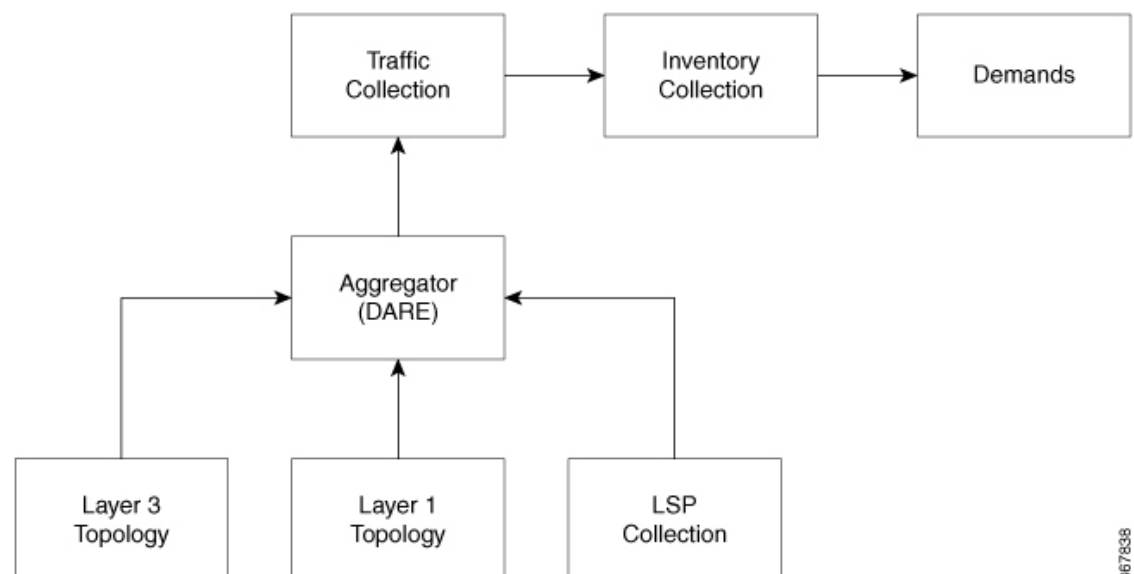 Traffic
Collection
Inventory
Collection
Demands
Aggregator
(DARE)
Layer 3
Topology
Layer 1
Topology
LSP
Collection